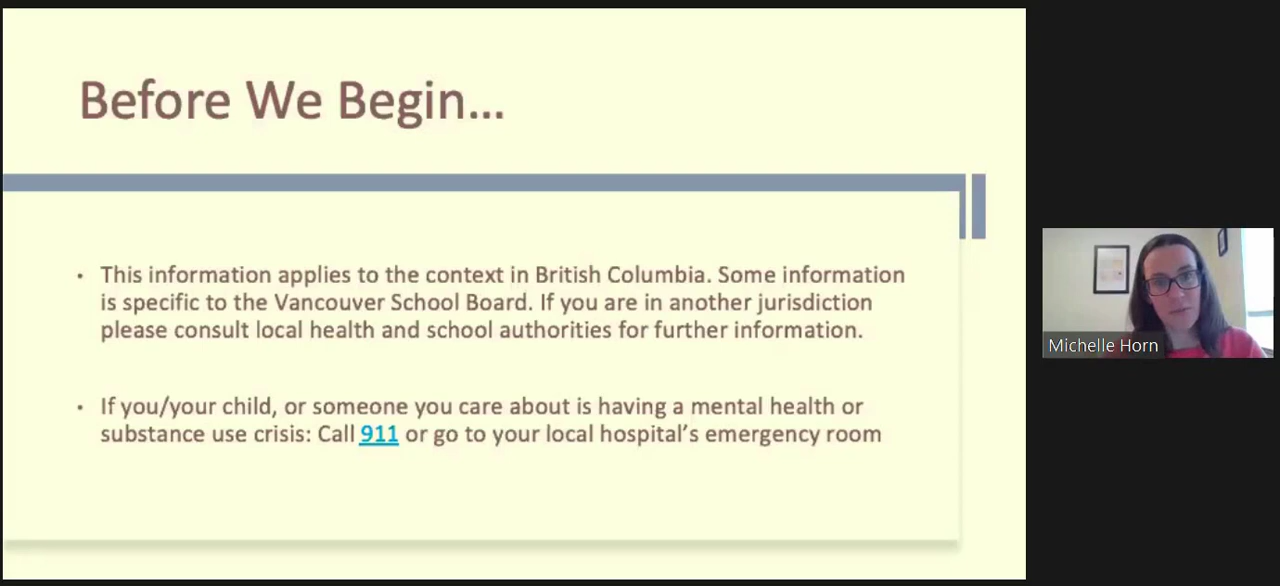 Before We Begin...
• This information applies to the context in British Columbia. Some information
is specific to the Vancouver School Board. If you are in another jurisdiction
please consult local health and school authorities for further information.
• If you/your child, or someone you care about is having a mental health or
substance use crisis: Call 911 or go to your local hospital’s emergency room
Michelle Horn